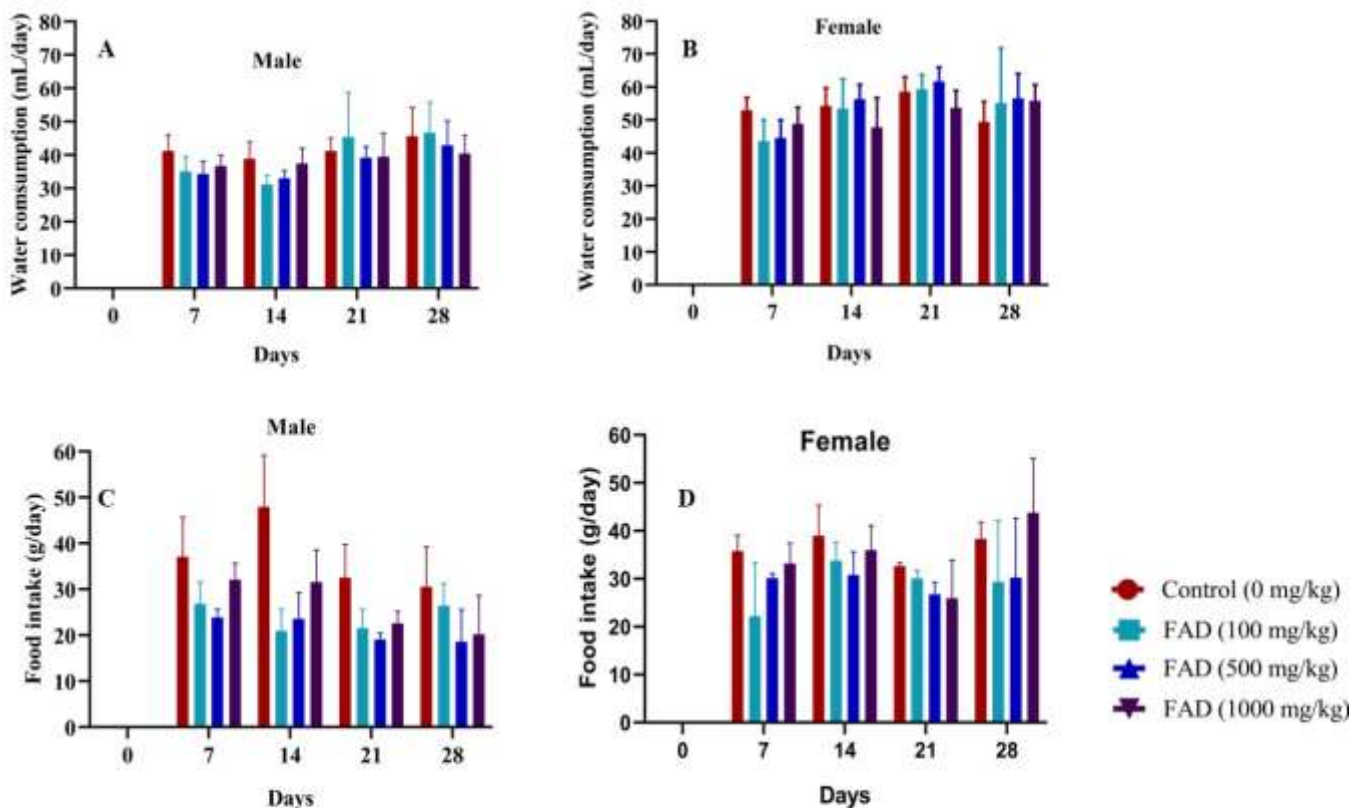 A
Male
Water comsumption (mL/day)
80
70
60
50
40
30
20
10
0
0 7 14 21 28
Days
B
Female
Water comsumption (mL/day)
80
70
60
50
40
30
20
10
0
0 7 14 21 28
Days
Male
C
Food intake (g/day)
60
50
40
30
20
10
0
0 7 14 21 28
Days
Female
D
Food intake (g/day)
60
50
40
30
20
10
0
0 7 14 21 28
Days
Control (0 mg/kg)
FAD (100 mg/kg)
FAD (500 mg/kg)
FAD (1000 mg/kg)